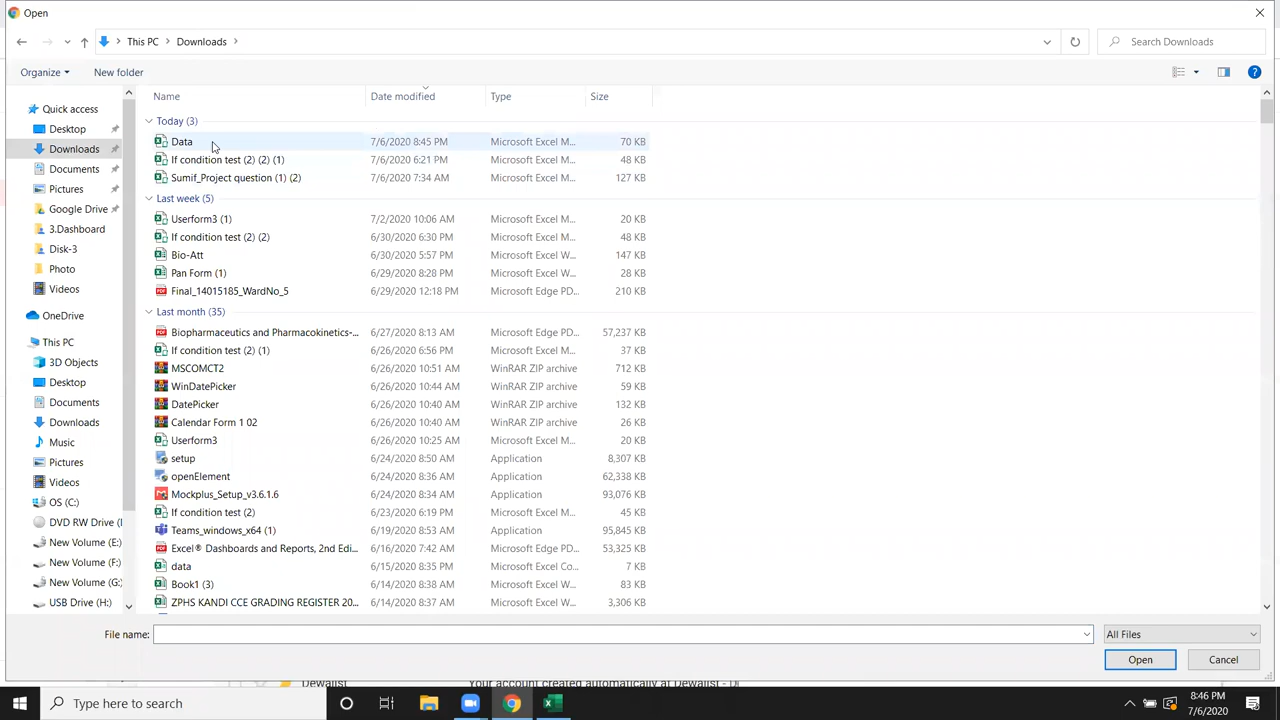 Open
This PC > Downloads >
Search Downloads
Organize
New folder
Name
Date modified
Type
Size
Quick access
Desktop
Downloads
Documents
Pictures
Google Drive
3.Dashboard
Disk-3
Photo
Videos
OneDrive
This PC
3D Objects
Desktop
Documents
Downloads
Music
Pictures
Videos
OS (C:)
DVD RW Drive (
New Volume (E:)
New Volume (F:)
New Volume (G:
USB Drive (H:)
Today (3)
Data 7/6/2020 8:45 PM Microsoft Excel M... 70 KB
If condition test (2) (2) (1) 7/6/2020 6:21 PM Microsoft Excel M... 48 KB
Sumif_Project question (1) (2) 7/6/2020 7:34 AM Microsoft Excel M... 127 KB
Last week (5)
Userform3 (1) 7/2/2020 10:06 AM Microsoft Excel M... 20 KB
If condition test (2) (2) 6/30/2020 6:30 PM Microsoft Excel M... 48 KB
Bio-Att 6/30/2020 5:57 PM Microsoft Excel W... 147 KB
Pan Form (1) 6/29/2020 8:28 PM Microsoft Excel W... 28 KB
Final_14015185_WardNo_5 6/29/2020 12:18 PM Microsoft Edge PD... 210 KB
Last month (35)
Biopharmaceutics and Pharmacokinetics-... 6/27/2020 8:13 AM Microsoft Edge PD... 57,237 KB
If condition test (2) (1) 6/26/2020 6:56 PM Microsoft Excel M... 37 KB
MSCOMCT2 6/26/2020 10:51 AM WinRAR ZIP archive 712 KB
WinDatePicker 6/26/2020 10:44 AM WinRAR ZIP archive 59 KB
DatePicker 6/26/2020 10:40 AM WinRAR ZIP archive 132 KB
Calendar Form 1 02 6/26/2020 10:40 AM WinRAR ZIP archive 26 KB
Userform3 6/26/2020 10:25 AM Microsoft Excel M... 20 KB
setup 6/24/2020 8:50 AM Application 8,307 KB
openElement 6/24/2020 8:36 AM Application 62,338 KB
Mockplus_Setup_v3.6.1.6 6/24/2020 8:34 AM Application 93,076 KB
If condition test (2) 6/23/2020 6:19 PM Microsoft Excel M... 45 KB
Teams_windows_x64 (1) 6/19/2020 8:53 AM Application 95,845 KB
Excel® Dashboards and Reports, 2nd Edi... 6/16/2020 7:42 AM Microsoft Edge PD... 53,325 KB
data 6/15/2020 8:35 PM Microsoft Excel Co... 7 KB
Book1 (3) 6/14/2020 8:38 AM Microsoft Excel W... 83 KB
ZPHS KANDI CCE GRADING REGISTER 20... 6/14/2020 8:37 AM Microsoft Excel W... 3,306 KB
File name:
All Files
Open
Cancel
Dewalist
Your account created automatically at Dewalist - D
Type here to search
8:46 PM
7/6/2020